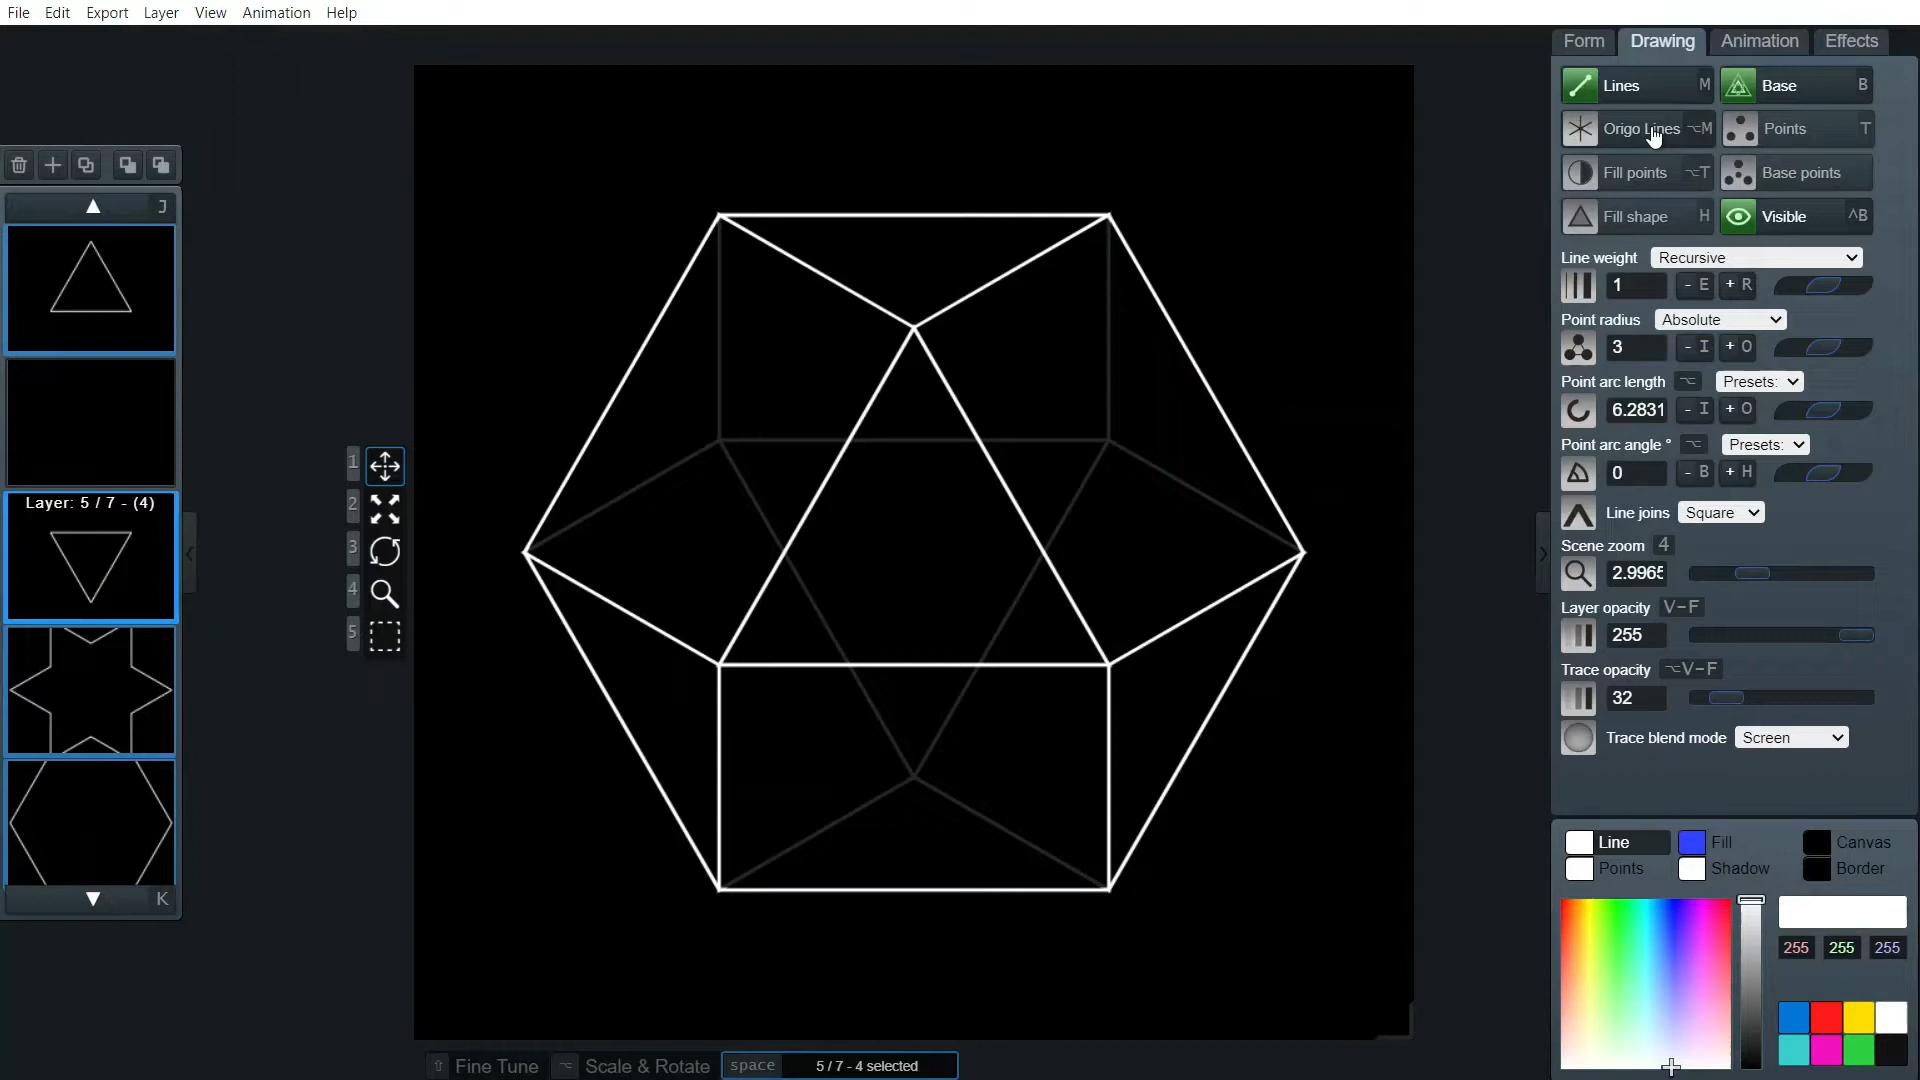 File Edit Export Layer View Animation Help
Form Drawing Animation Effects
Lines M Base B
Origo Lines ⌥M Points T
Fill points ⌥T Base points
Fill shape H Visible ^B
Line weight Recursive
1 - E + R
Point radius Absolute
3 - I + O
Point arc length ⌥ Presets:
6.2831 - I + O
Point arc angle ° ⌥ Presets:
0 - B + H
Line joins Square
Scene zoom 4
2.9965
Layer opacity V-F
255
Trace opacity ⌥V-F
32
Trace blend mode Screen
Line Fill Canvas
Points Shadow Border
255 255 255
J
Layer: 5 / 7 - (4)
K
1
2
3
4
5
⇧ Fine Tune ⌥ Scale & Rotate space 5 / 7 - 4 selected